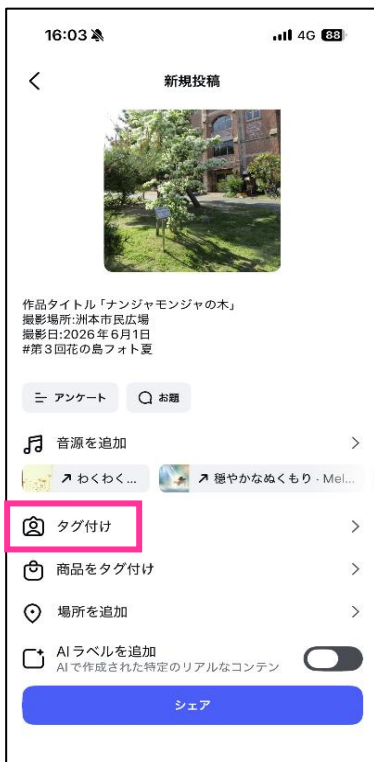 16:03
4G 88
新規投稿
作品タイトル「ナンジャモンジャの木」
撮影場所:洲本市民広場
撮影日:2026年6月1日
#第3回花の島フォト夏
アンケート
お題
音源を追加
わくわく...
穏やかなぬくもり · Mel...
タグ付け
商品をタグ付け
場所を追加
AIラベルを追加
AIで作成された特定のリアルなコンテン
シェア